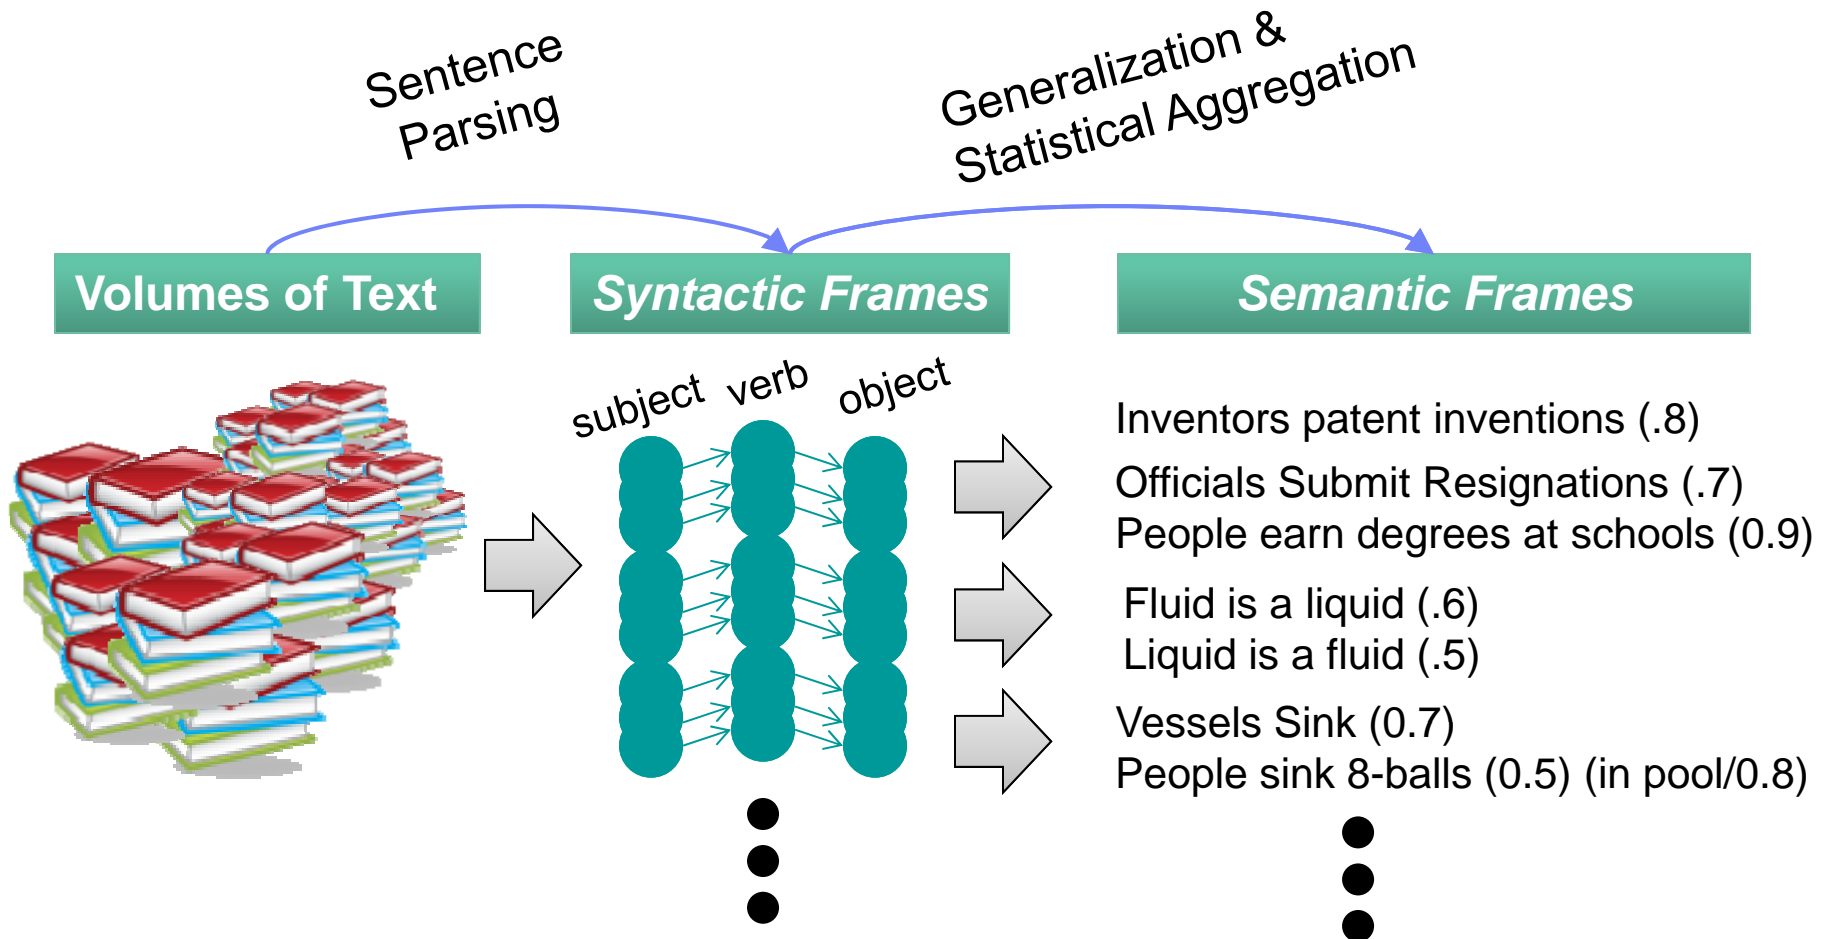 Sentence
Parsing
Generalization &
Statistical Aggregation
Volumes of Text
Syntactic Frames
Semantic Frames
subject verb object
Inventors patent inventions (.8)
Officials Submit Resignations (.7)
People earn degrees at schools (0.9)
Fluid is a liquid (.6)
Liquid is a fluid (.5)
Vessels Sink (0.7)
People sink 8-balls (0.5) (in pool/0.8)